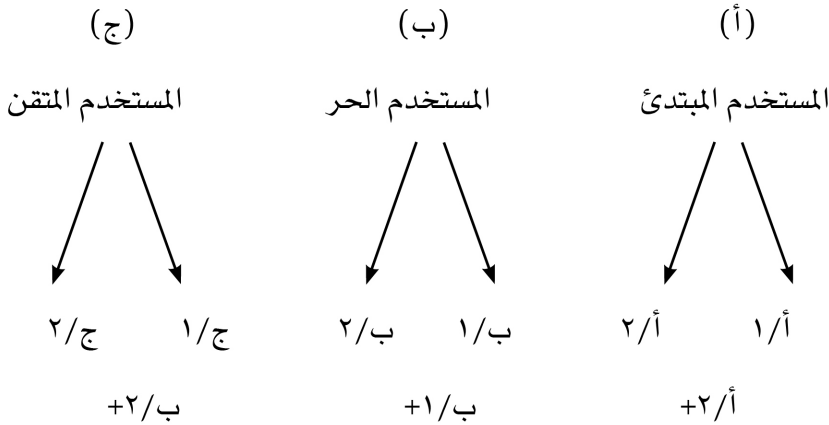 (أ) (ب) (ج)
المستخدم المبتدئ المستخدم الحر المستخدم المتقن
أ/١ أ/٢ ب/١ ب/٢ ج/١ ج/٢
أ/٢+ ب/١+ ب/٢+